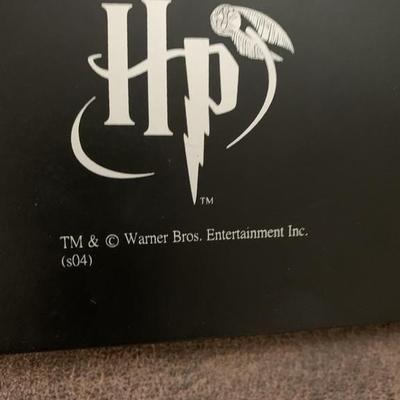 Hp
TM
TM & © Warner Bros. Entertainment Inc.
(s04)